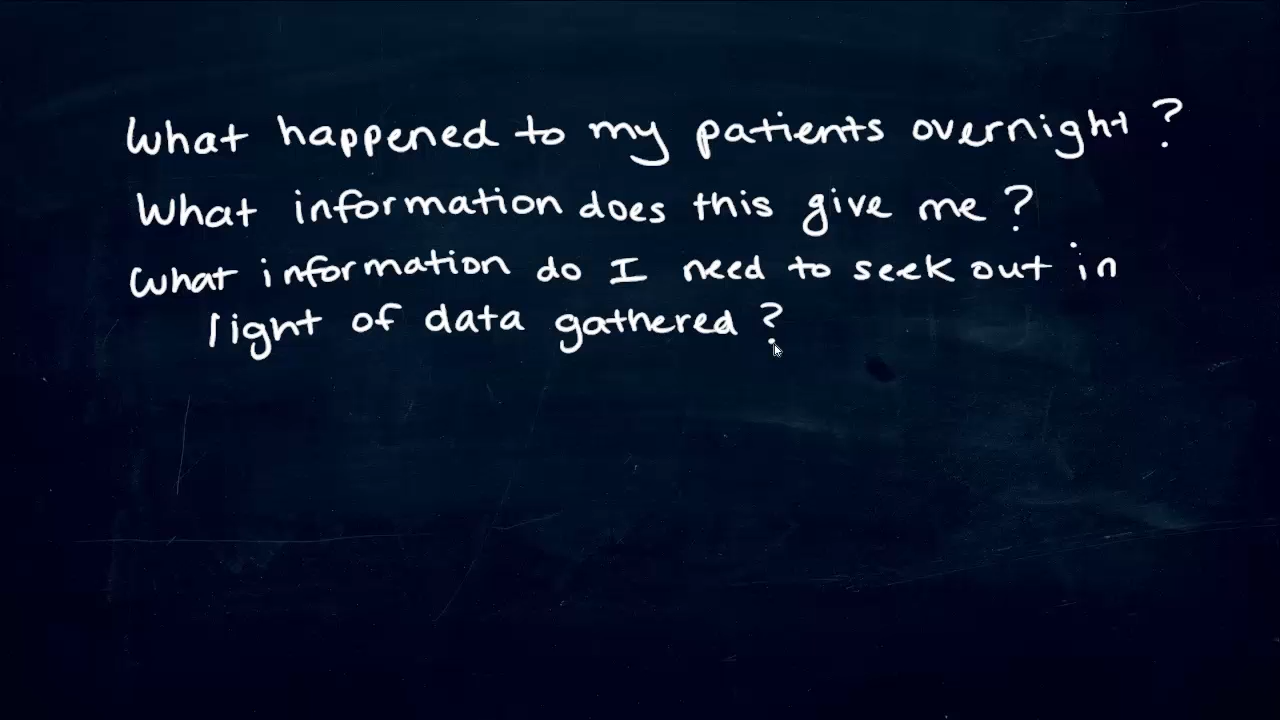 What happened to my patients overnight ?
What information does this give me ?
What information do I need to seek out in
light of data gathered ?